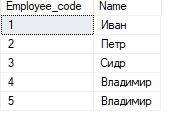 Employee_code Name
1 Иван
2 Петр
3 Сидр
4 Владимир
5 Владимир